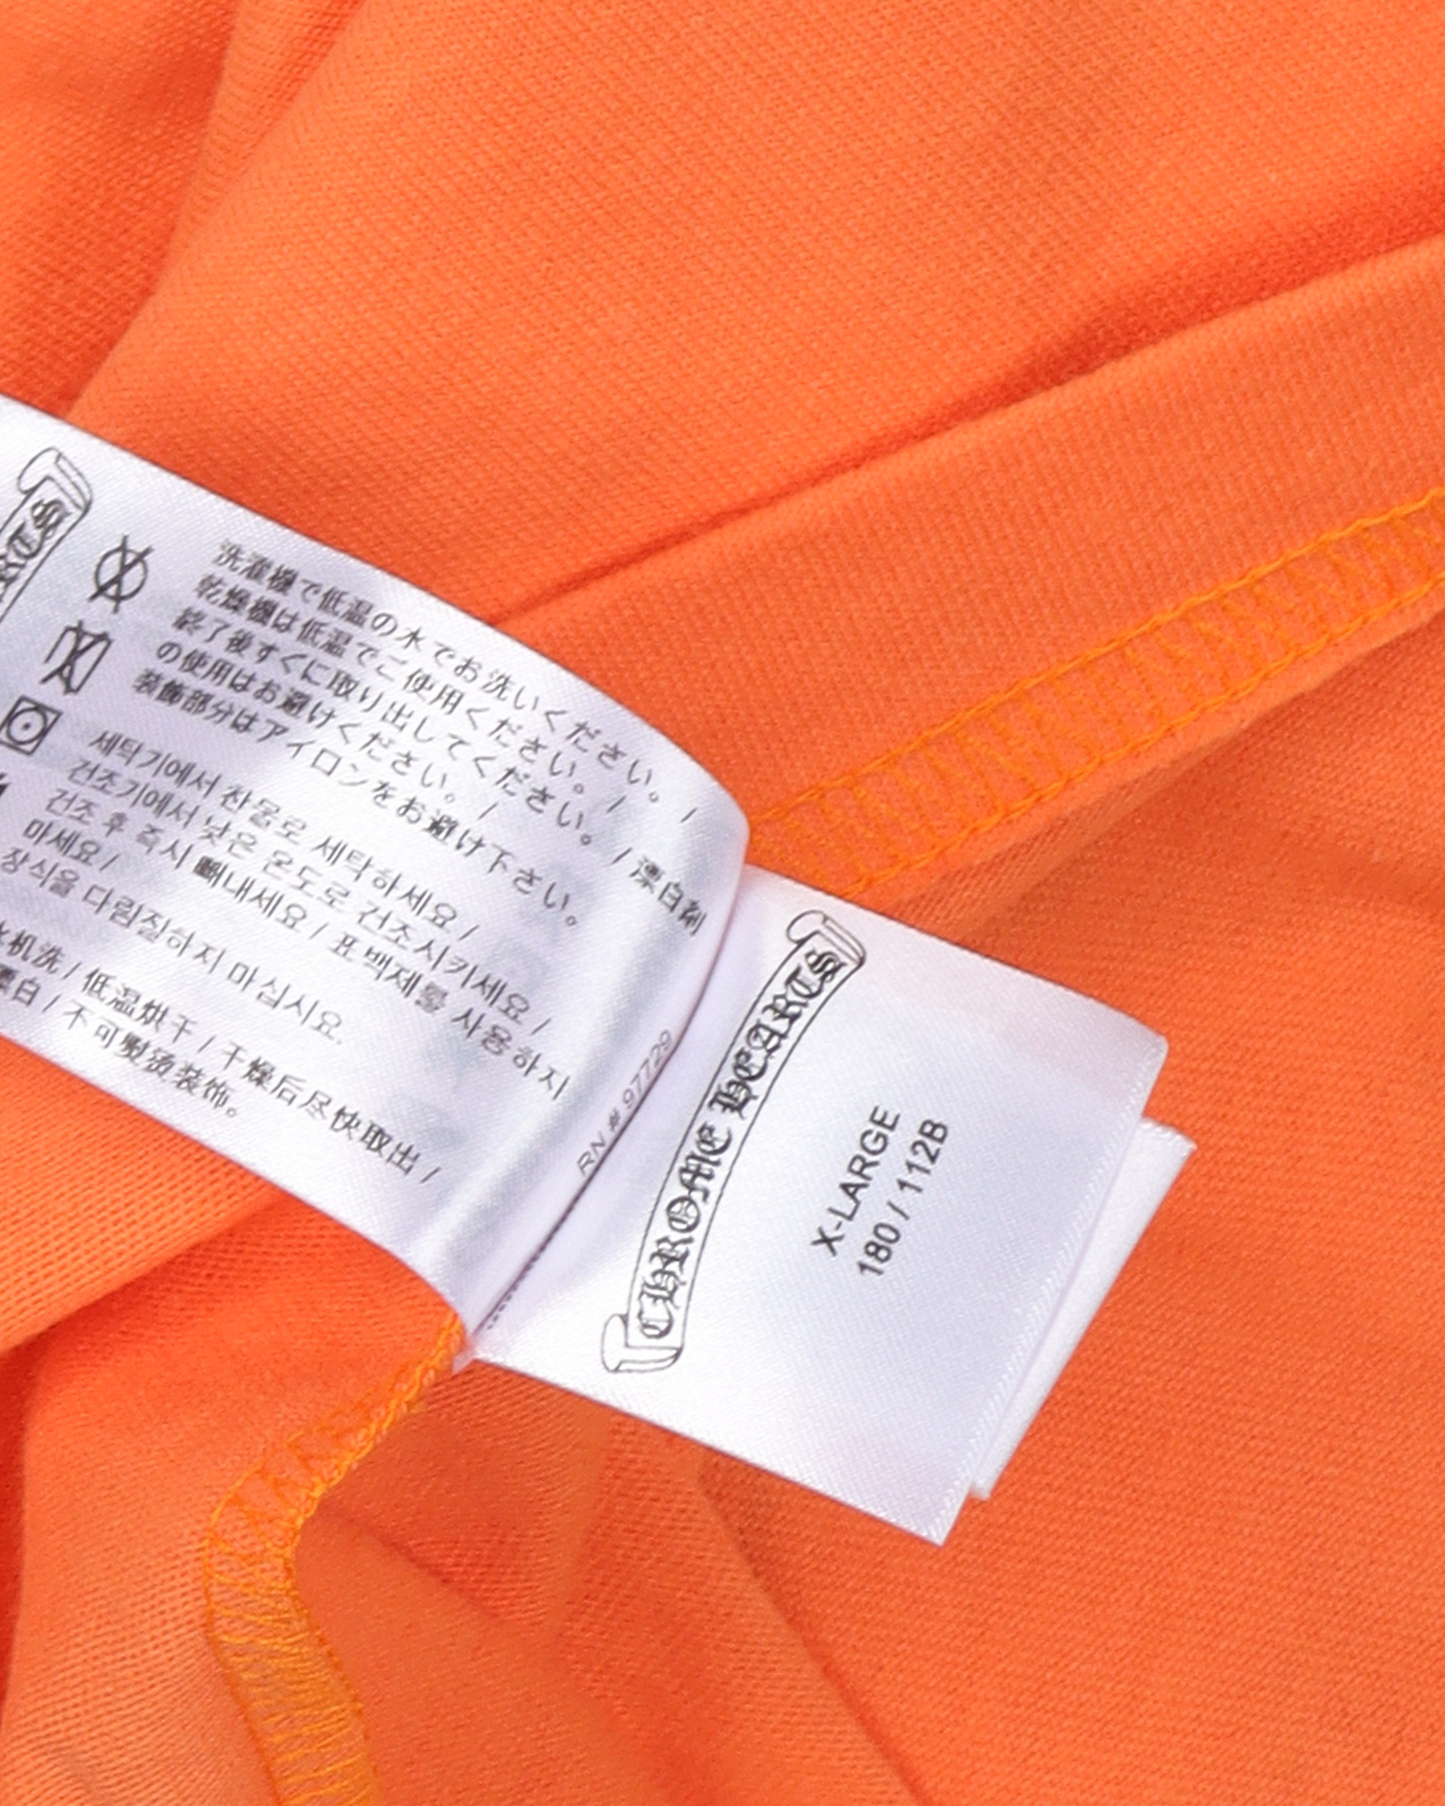 洗濯機で低温の水でお洗いください。/
乾燥機は低温でご使用ください。/
終了後すぐに取り出してください。/ 漂白剤
の使用はお避けください。/
装飾部分はアイロンをお避け下さい。
세탁기에서 찬물로 세탁하세요 /
건조기에서 낮은 온도로 건조시키세요 /
건조 후 즉시 빼내세요 / 표백제를 사용하지
마세요 /
장식을 다림질하지 마십시요.
水机洗 / 低温烘干 / 干燥后尽快取出 /
漂白 / 不可熨烫装饰。
RN # 97729
CHROME HEARTS
X-LARGE
180 / 112B